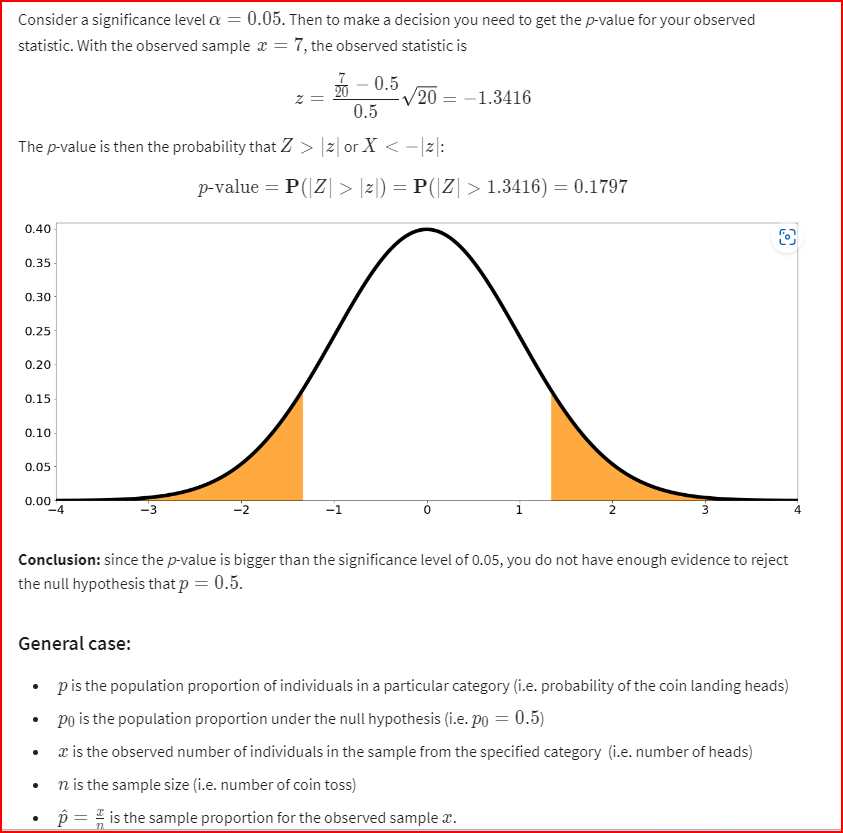 Consider a significance level α = 0.05. Then to make a decision you need to get the p-value for your observed
statistic. With the observed sample x = 7, the observed statistic is
z = \frac{\frac{7}{20} − 0.5}{0.5} √20 = −1.3416
The p-value is then the probability that Z > |z| or X < −|z|:
p-value = P(|Z| > |z|) = P(|Z| > 1.3416) = 0.1797
0.40
0.35
0.30
0.25
0.20
0.15
0.10
0.05
0.00
−4 −3 −2 −1 0 1 2 3 4
Conclusion: since the p-value is bigger than the significance level of 0.05, you do not have enough evidence to reject
the null hypothesis that p = 0.5.
General case:
• p is the population proportion of individuals in a particular category (i.e. probability of the coin landing heads)
• p₀ is the population proportion under the null hypothesis (i.e. p₀ = 0.5)
• x is the observed number of individuals in the sample from the specified category (i.e. number of heads)
• n is the sample size (i.e. number of coin toss)
• p̂ = \frac{x}{n} is the sample proportion for the observed sample x.